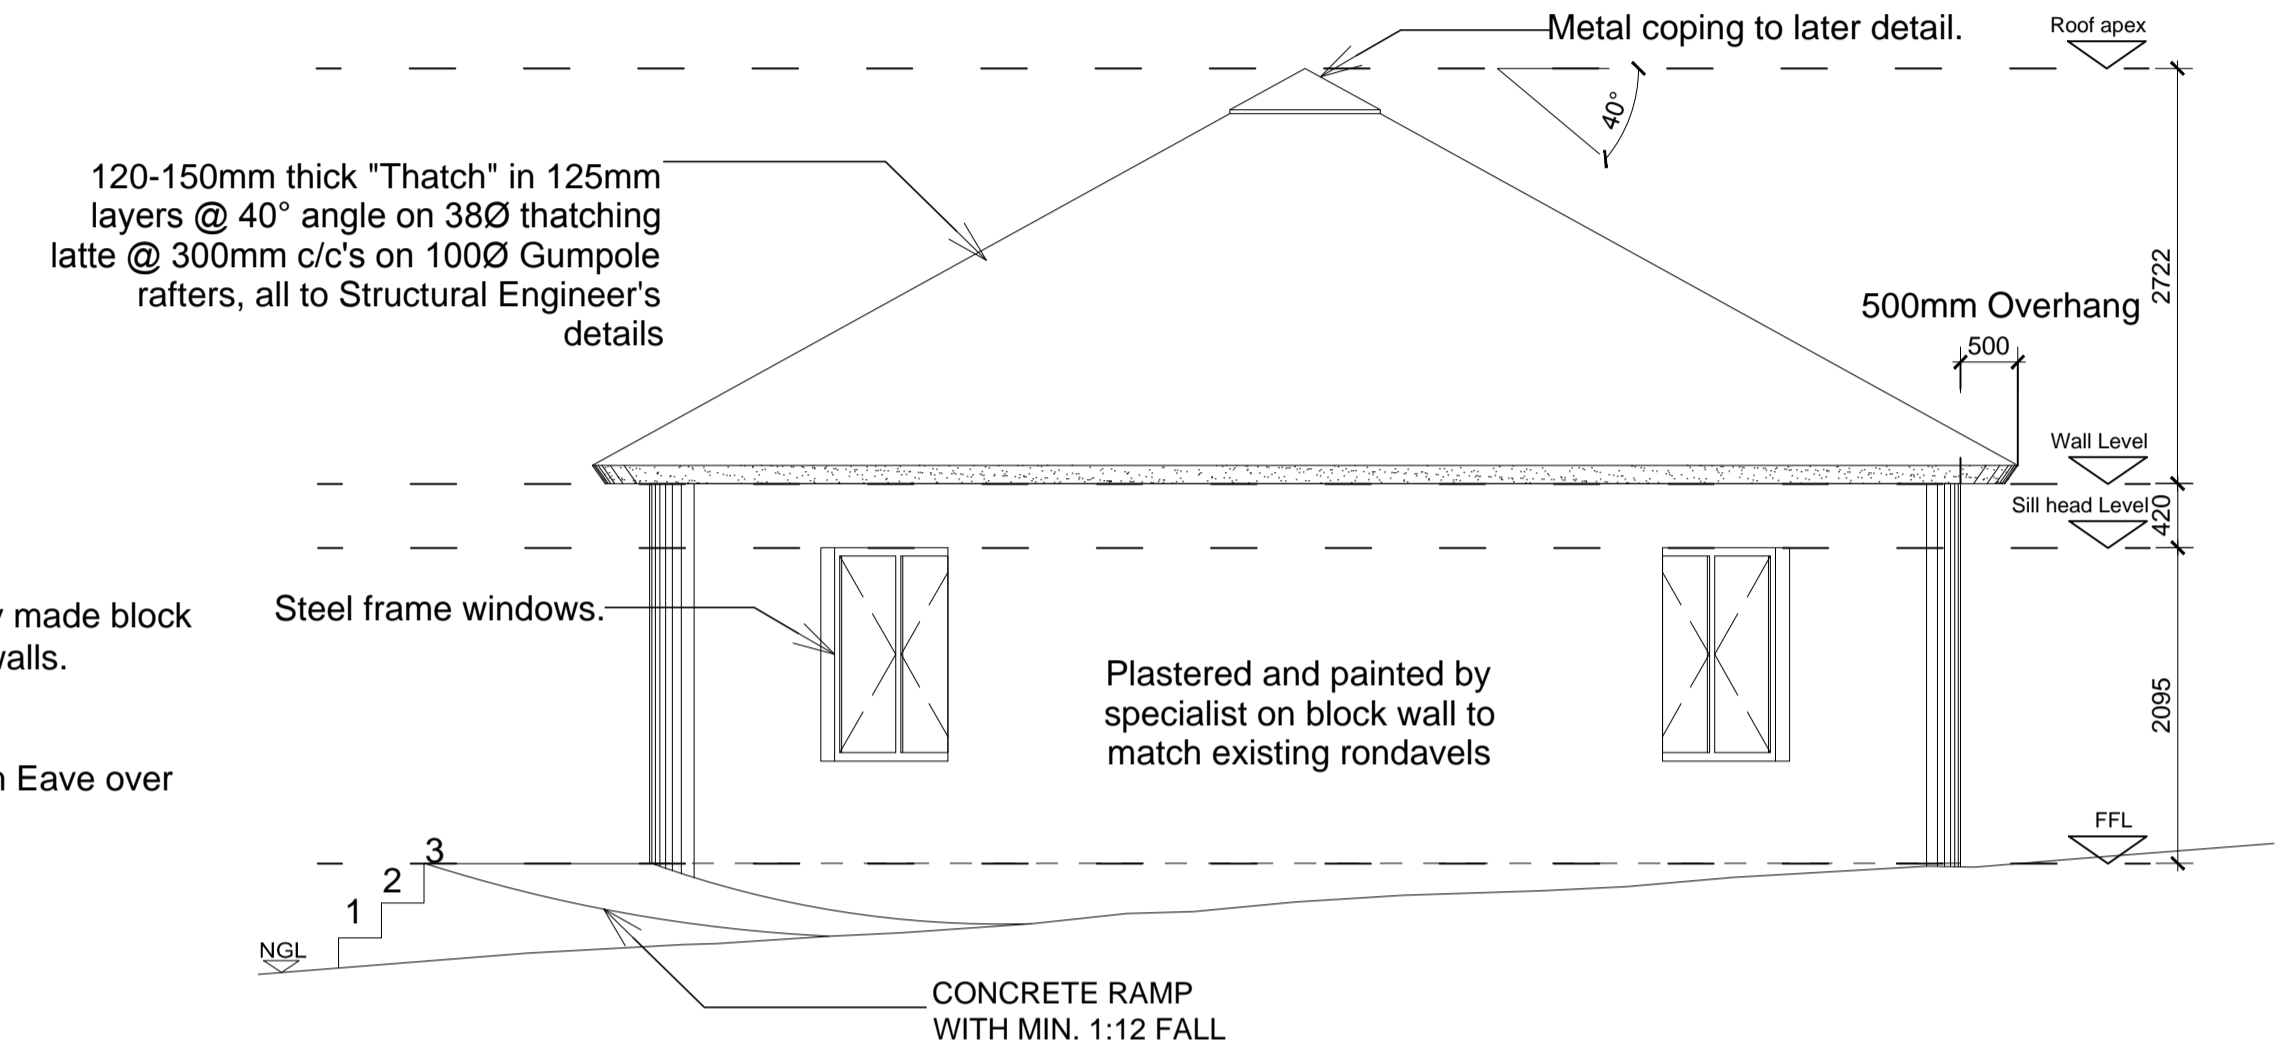 Metal coping to later detail.
Roof apex
40°
120-150mm thick "Thatch" in 125mm
layers @ 40° angle on 38Ø thatching
latte @ 300mm c/c's on 100Ø Gumpole
rafters, all to Structural Engineer's
details
2722
500mm Overhang
500
Wall Level
Sill head Level
420
made block
Steel frame windows.
Plastered and painted by
specialist on block wall to
match existing rondavels
2095
Eave over
FFL
3
2
1
NGL
CONCRETE RAMP
WITH MIN. 1:12 FALL